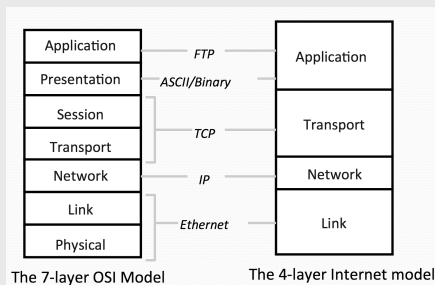 Application
Presentation
Session
Transport
Network
Link
Physical
The 7-layer OSI Model
FTP
ASCII/Binary
TCP
IP
Ethernet
Application
Transport
Network
Link
The 4-layer Internet model